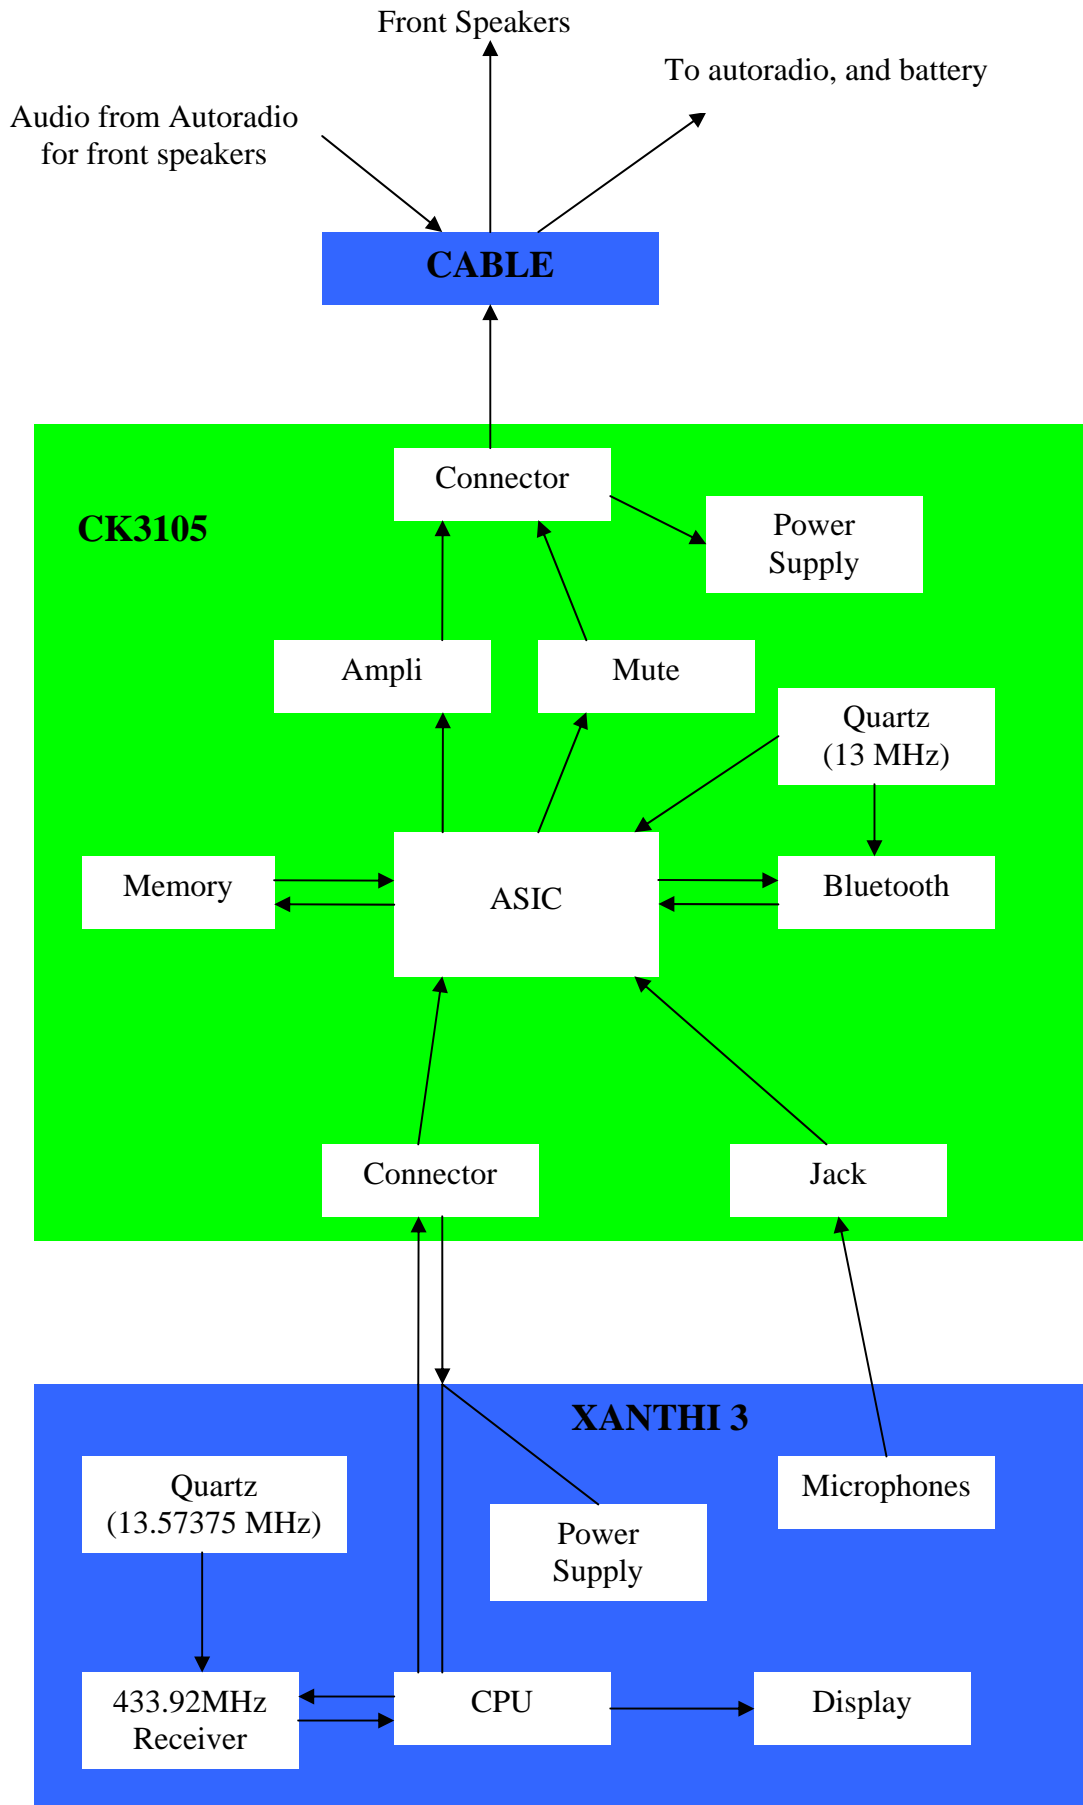 Front Speakers
To autoradio, and battery
Audio from Autoradio
for front speakers
CABLE
Connector
CK3105
Power
Supply
Ampli
Mute
Quartz
(13 MHz)
Memory
ASIC
Bluetooth
Connector
Jack
XANTHI 3
Quartz
(13.57375 MHz)
Microphones
Power
Supply
433.92MHz
Receiver
CPU
Display